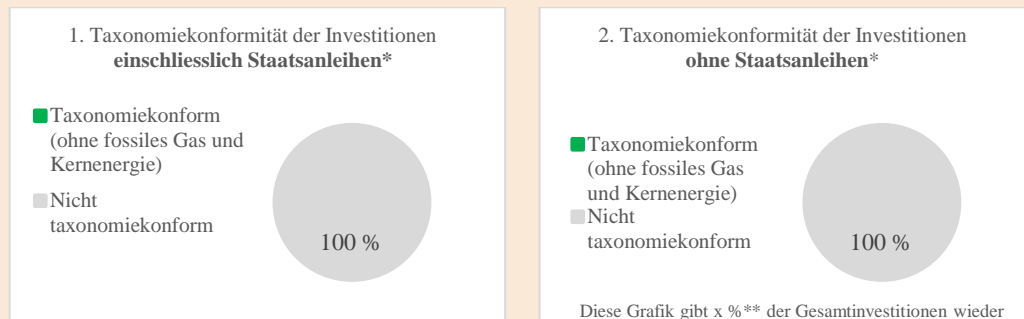 1. Taxonomiekonformität der Investitionen
einschliesslich Staatsanleihen*
Taxonomiekonform
(ohne fossiles Gas und
Kernenergie)
Nicht
taxonomiekonform
100 %
2. Taxonomiekonformität der Investitionen
ohne Staatsanleihen*
Taxonomiekonform
(ohne fossiles Gas
und Kernenergie)
Nicht
taxonomiekonform
100 %
Diese Grafik gibt x %** der Gesamtinvestitionen wieder